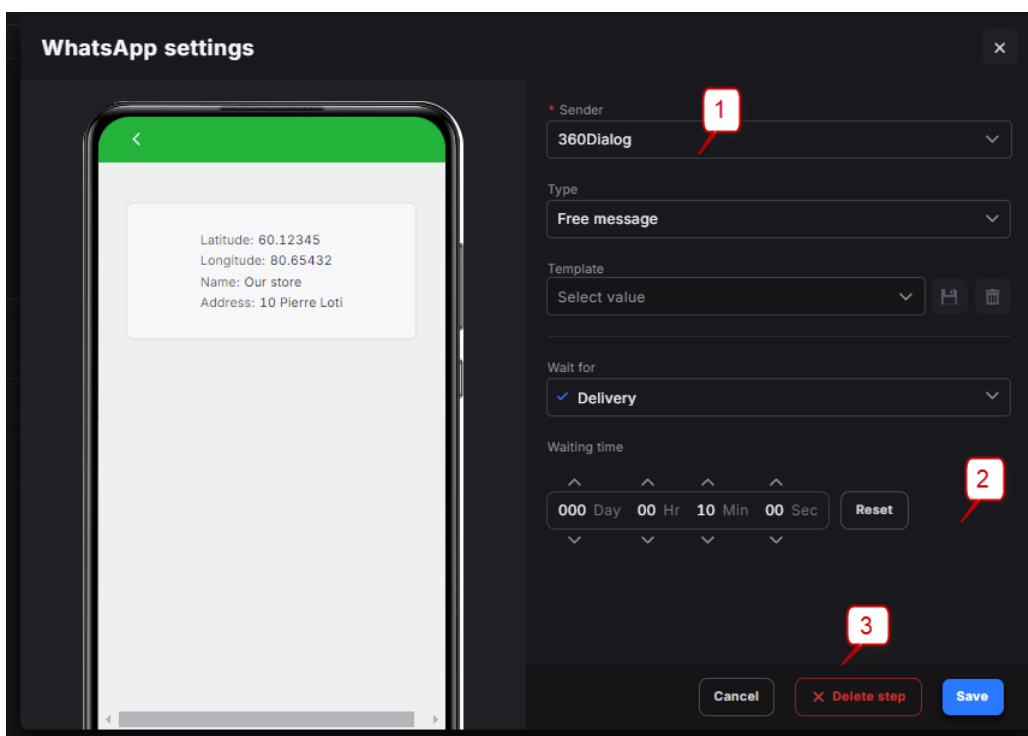 WhatsApp settings
* Sender
1
360Dialog
Type
Free message
Latitude: 60.12345
Longitude: 80.65432
Name: Our store
Address: 10 Pierre Loti
Template
Select value
Wait for
Delivery
Waiting time
2
000 Day 00 Hr 10 Min 00 Sec Reset
3
Cancel Delete step Save